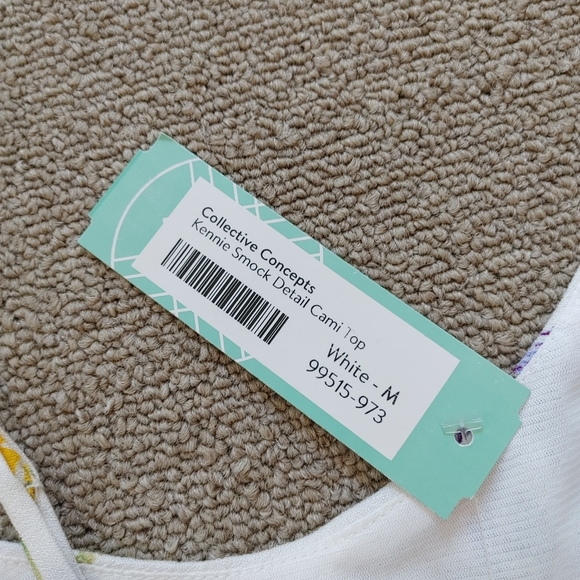 Collective Concepts
Kennie Smock Detail Cami Top
White - M
99515-973